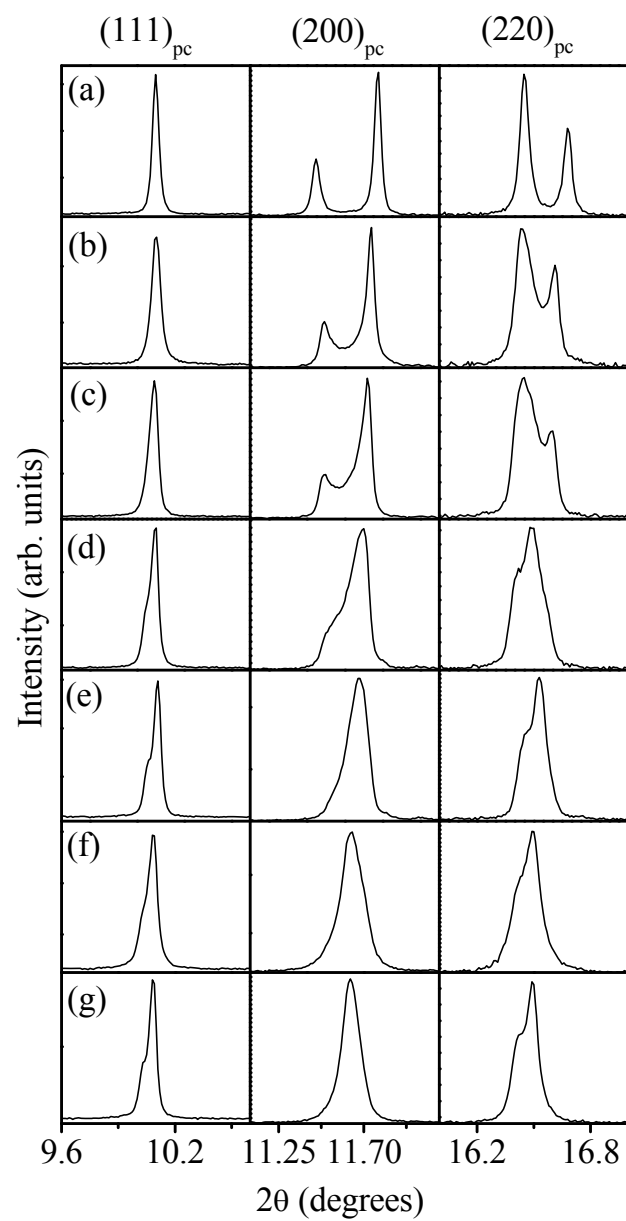 (111)pc (200)pc (220)pc
(a)
(b)
(c)
(d)
(e)
(f)
(g)
Intensity (arb. units)
9.6 10.2 11.25 11.70 16.2 16.8
2θ (degrees)